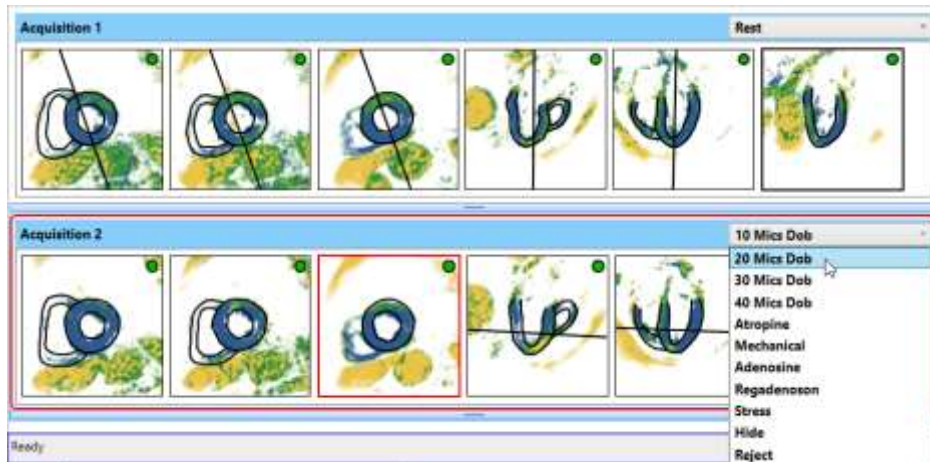 Acquisition 1
Rest
Acquisition 2
10 Mics Dob
20 Mics Dob
30 Mics Dob
40 Mics Dob
Atropine
Mechanical
Adenosine
Regadenoson
Stress
Hide
Reject
Ready